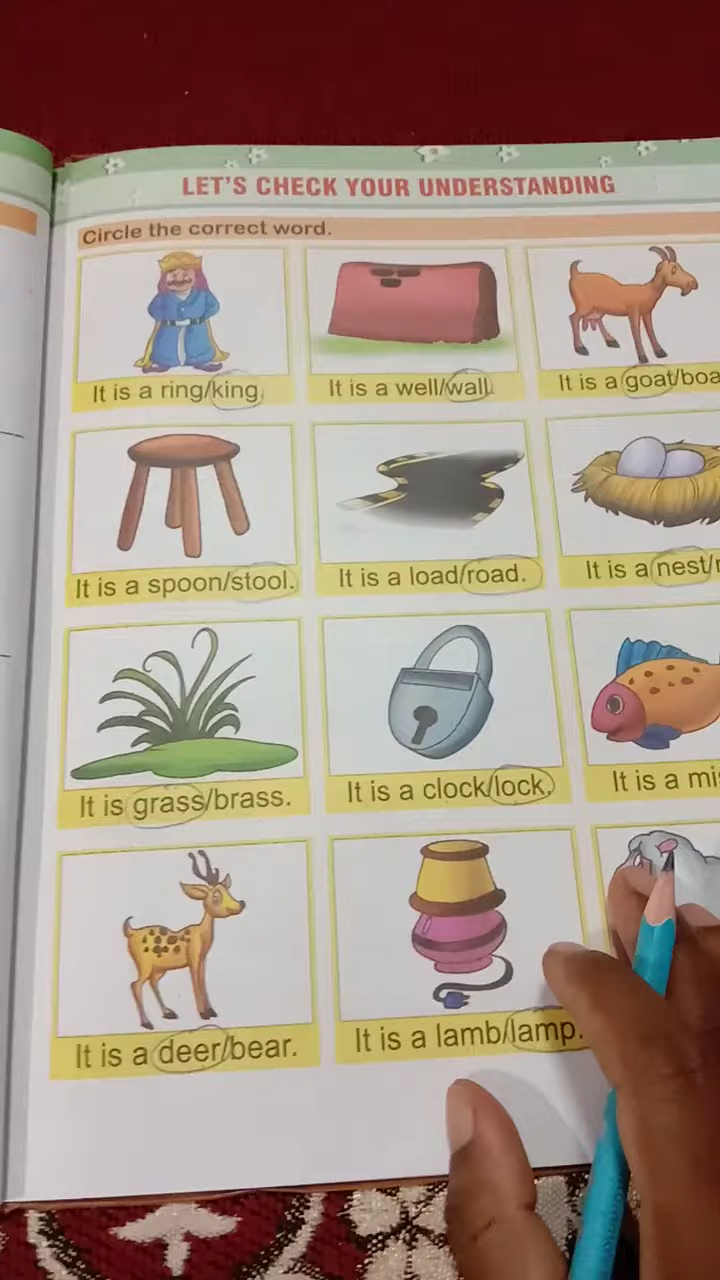 LET'S CHECK YOUR UNDERSTANDING
Circle the correct word.
It is a ring/king.
It is a well/wall.
It is a goat/boa
It is a spoon/stool.
It is a load/road.
It is a nest/
It is grass/brass.
It is a clock/lock.
It is a
It is a deer/bear.
It is a lamb/lamp.